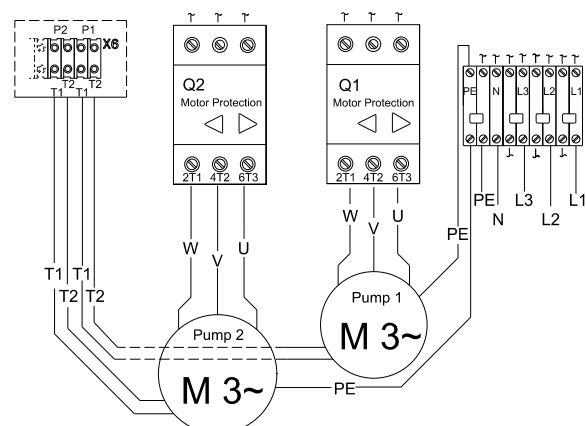 P2 P1
X6
T2 T2
T1 T1
Q2
Motor Protection
2T1 4T2 6T3
Q1
Motor Protection
2T1 4T2 6T3
PE N L3 L2 L1
W V U
W V U
PE
PE
N
L3
L2
L1
T1 T1
T2 T2
Pump 1
M 3~
Pump 2
M 3~
PE